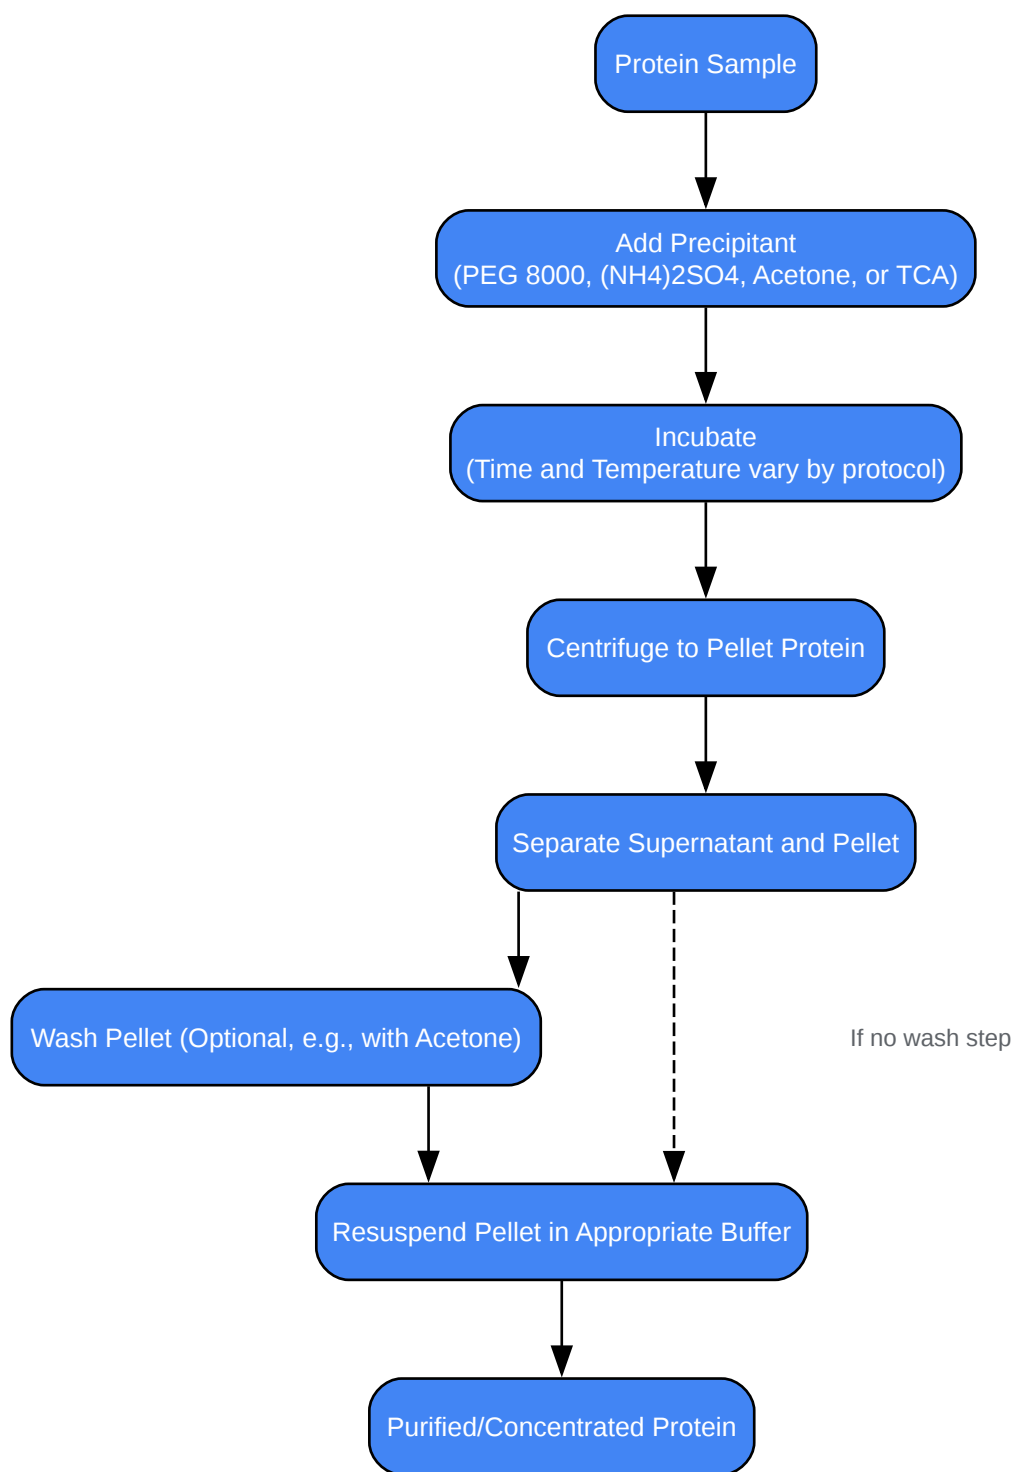 Protein Sample
Add Precipitant
(PEG 8000, (NH4)2SO4, Acetone, or TCA)
Incubate
(Time and Temperature vary by protocol)
Centrifuge to Pellet Protein
Separate Supernatant and Pellet
Wash Pellet (Optional, e.g., with Acetone)
If no wash step
Resuspend Pellet in Appropriate Buffer
Purified/Concentrated Protein